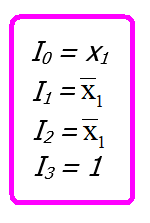 I₀ = x₁
I₁ = x̅₁
I₂ = x̅₁
I₃ = 1